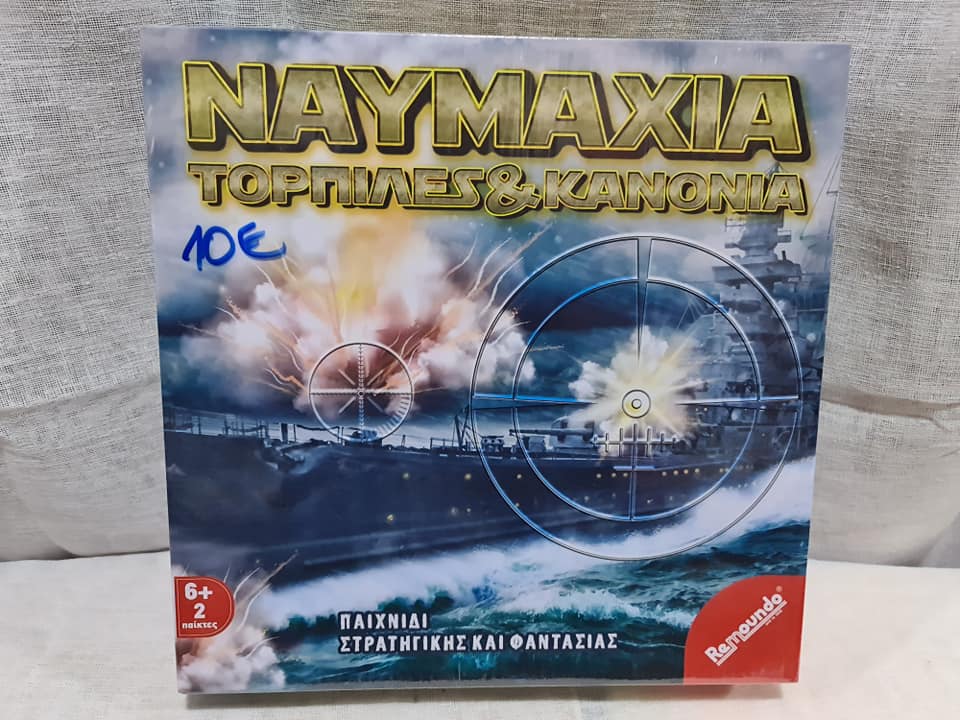 ΝΑΥΜΑΧΙΑ
ΤΟΡΠΙΛΕΣ & ΚΑΝΟΝΙΑ
10€
6+
2
παίκτες
ΠΑΙΧΝΙΔΙ
ΣΤΡΑΤΗΓΙΚΗΣ ΚΑΙ ΦΑΝΤΑΣΙΑΣ
Remoundo®